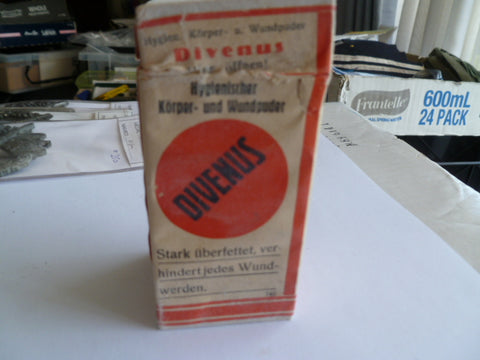 Hygien. Körper- u. Wundpuder
Divenus
öffnen!
Hygienischer
Körper- und Wundpuder
DIVENUS
Stark überfettet, ver-
hindert jedes Wund-
werden.
Frantelle
600mL
24 PACK